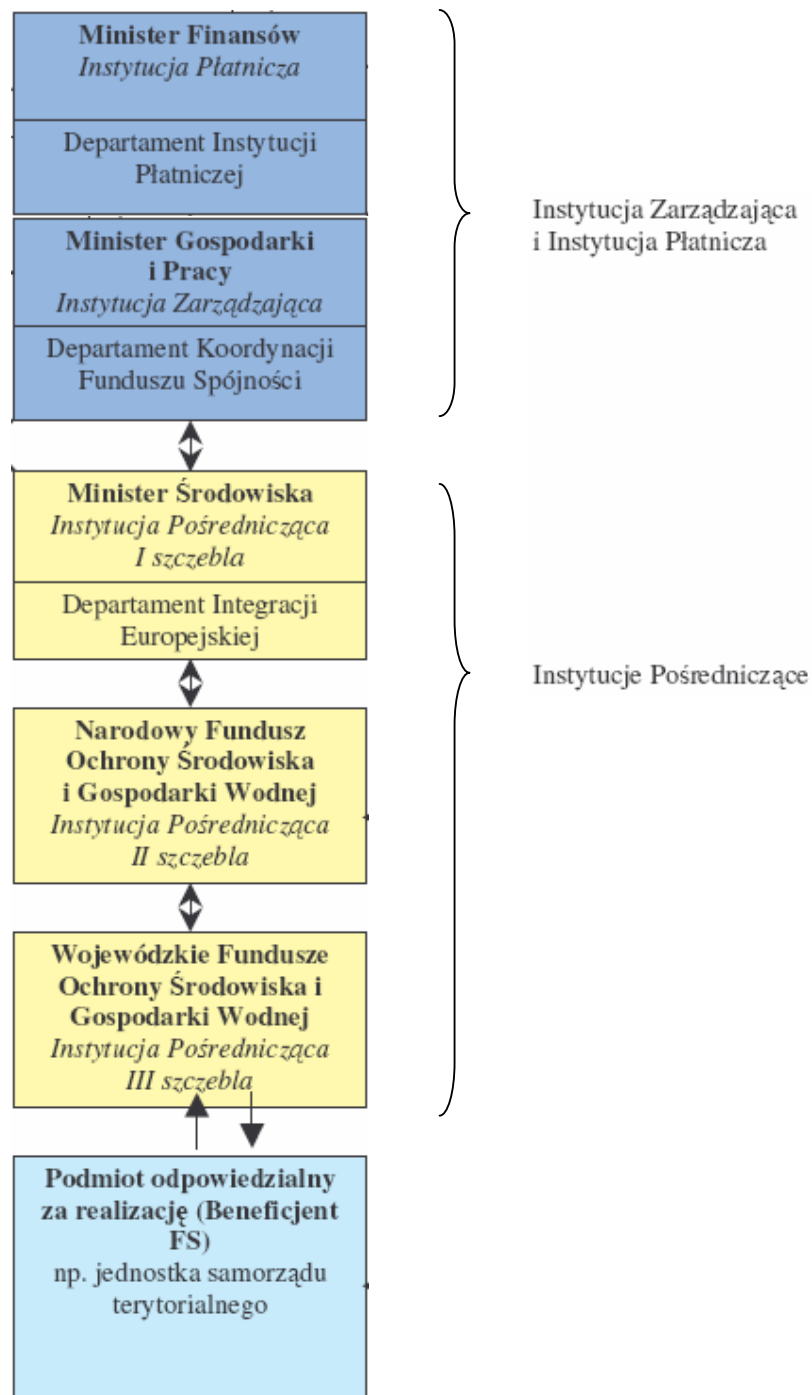 Minister Finansów
Instytucja Płatnicza
Departament Instytucji
Płatniczej
Minister Gospodarki
i Pracy
Instytucja Zarządzająca
Departament Koordynacji
Funduszu Spójności
Instytucja Zarządzająca
i Instytucja Płatnicza
Minister Środowiska
Instytucja Pośrednicząca
I szczebla
Departament Integracji
Europejskiej
Narodowy Fundusz
Ochrony Środowiska
i Gospodarki Wodnej
Instytucja Pośrednicząca
II szczebla
Wojewódzkie Fundusze
Ochrony Środowiska i
Gospodarki Wodnej
Instytucja Pośrednicząca
III szczebla
Instytucje Pośredniczące
Podmiot odpowiedzialny
za realizację (Beneficjent
FS)
np. jednostka samorządu
terytorialnego